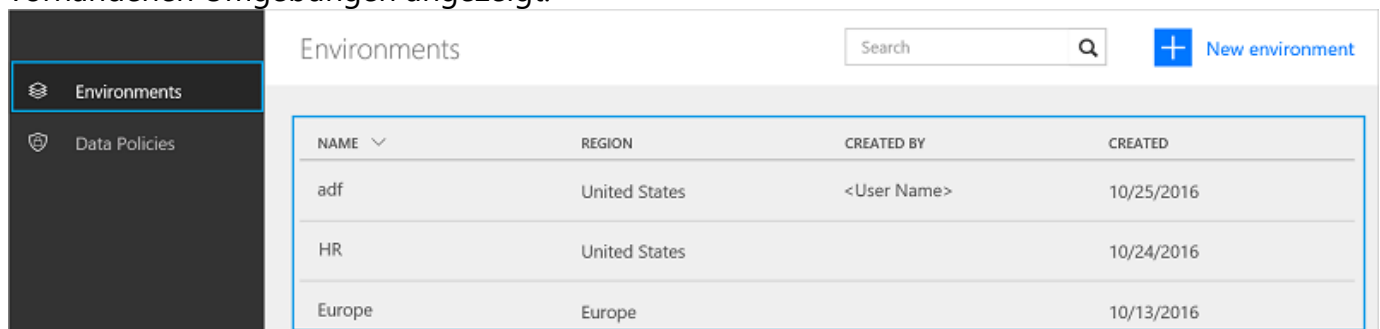 vorhandenen Umgebungen angezeigt.
Environments
Search
New environment
Environments
Data Policies
NAME REGION CREATED BY CREATED
adf United States <User Name> 10/25/2016
HR United States 10/24/2016
Europe Europe 10/13/2016